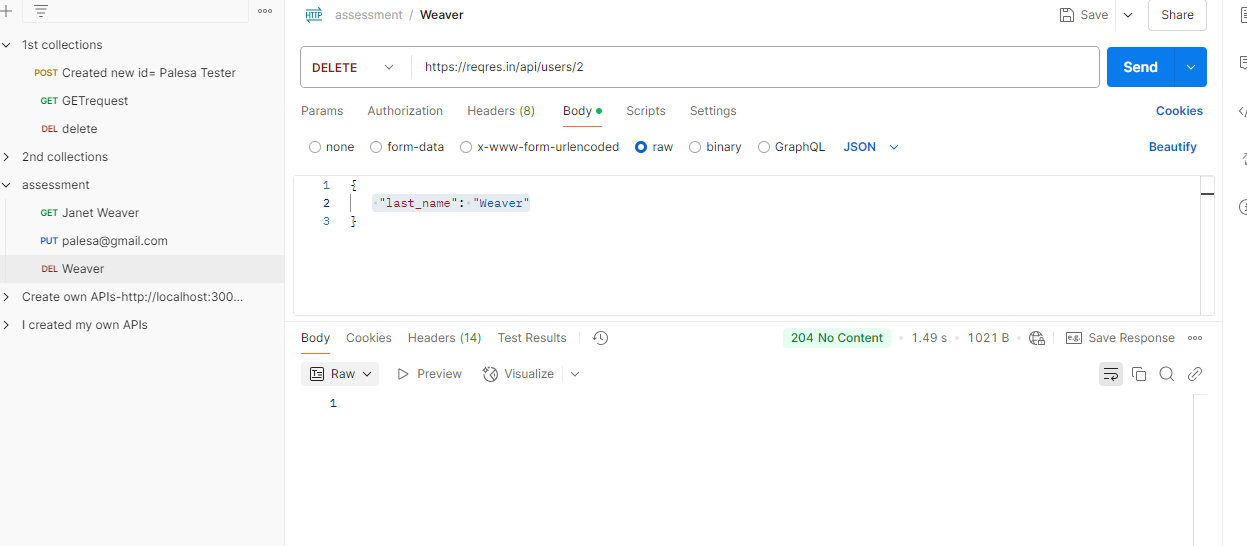 HTTP assessment / Weaver Save Share
1st collections
POST Created new id= Palesa Tester
GET GETrequest
DEL delete
2nd collections
assessment
GET Janet Weaver
PUT palesa@gmail.com
DEL Weaver
Create own APIs-http://localhost:300...
I created my own APIs
DELETE https://reqres.in/api/users/2 Send
Params Authorization Headers (8) Body Scripts Settings Cookies
none form-data x-www-form-urlencoded raw binary GraphQL JSON Beautify
1 {
2 "last_name": "Weaver"
3 }
Body Cookies Headers (14) Test Results 204 No Content • 1.49 s • 1021 B e.g. Save Response
Raw Preview Visualize
1